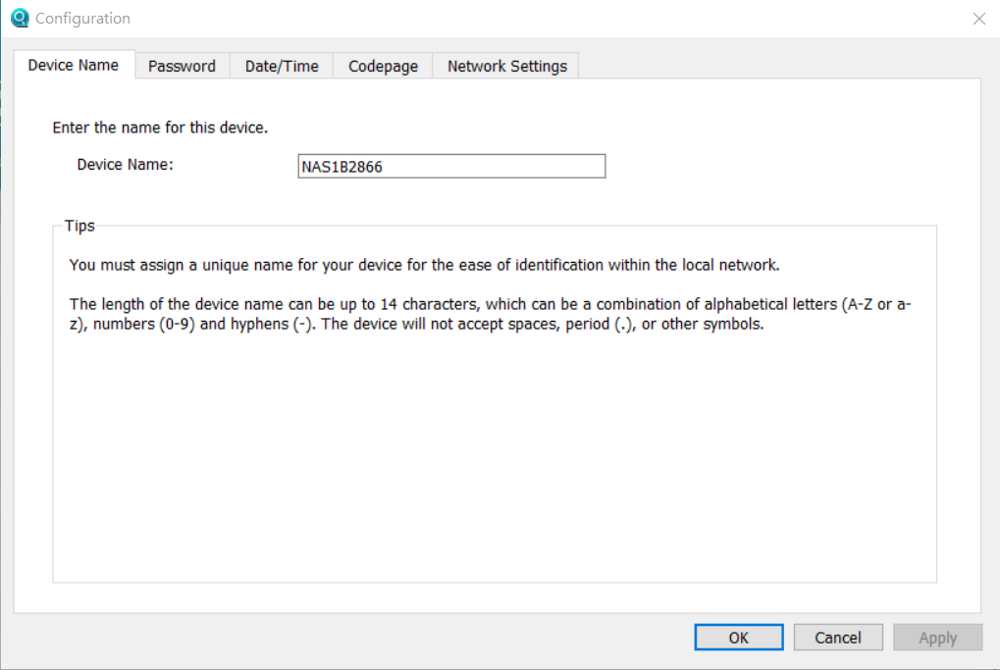 Configuration
Device Name
Password
Date/Time
Codepage
Network Settings
Enter the name for this device.
Device Name:
NAS1B2866
Tips
You must assign a unique name for your device for the ease of identification within the local network.
The length of the device name can be up to 14 characters, which can be a combination of alphabetical letters (A-Z or a-
z), numbers (0-9) and hyphens (-). The device will not accept spaces, period (.), or other symbols.
OK
Cancel
Apply